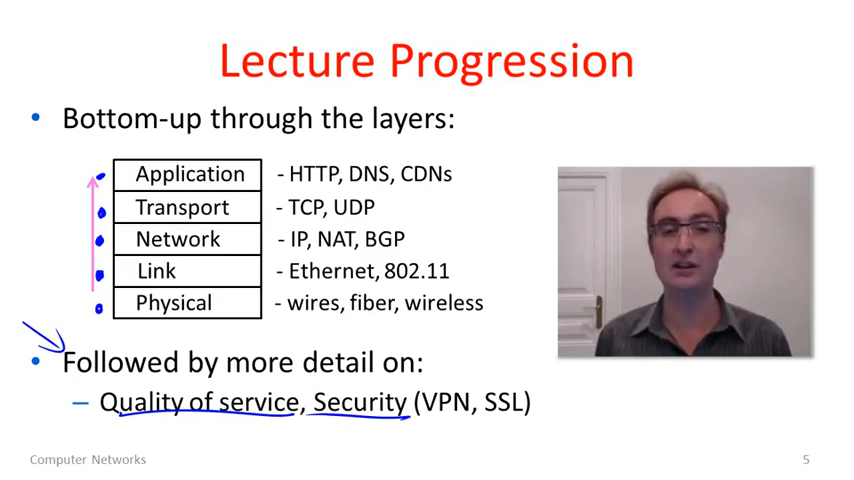 Lecture Progression
• Bottom-up through the layers:
Application - HTTP, DNS, CDNs
Transport - TCP, UDP
Network - IP, NAT, BGP
Link - Ethernet, 802.11
Physical - wires, fiber, wireless
• Followed by more detail on:
– Quality of service, Security (VPN, SSL)
Computer Networks 5